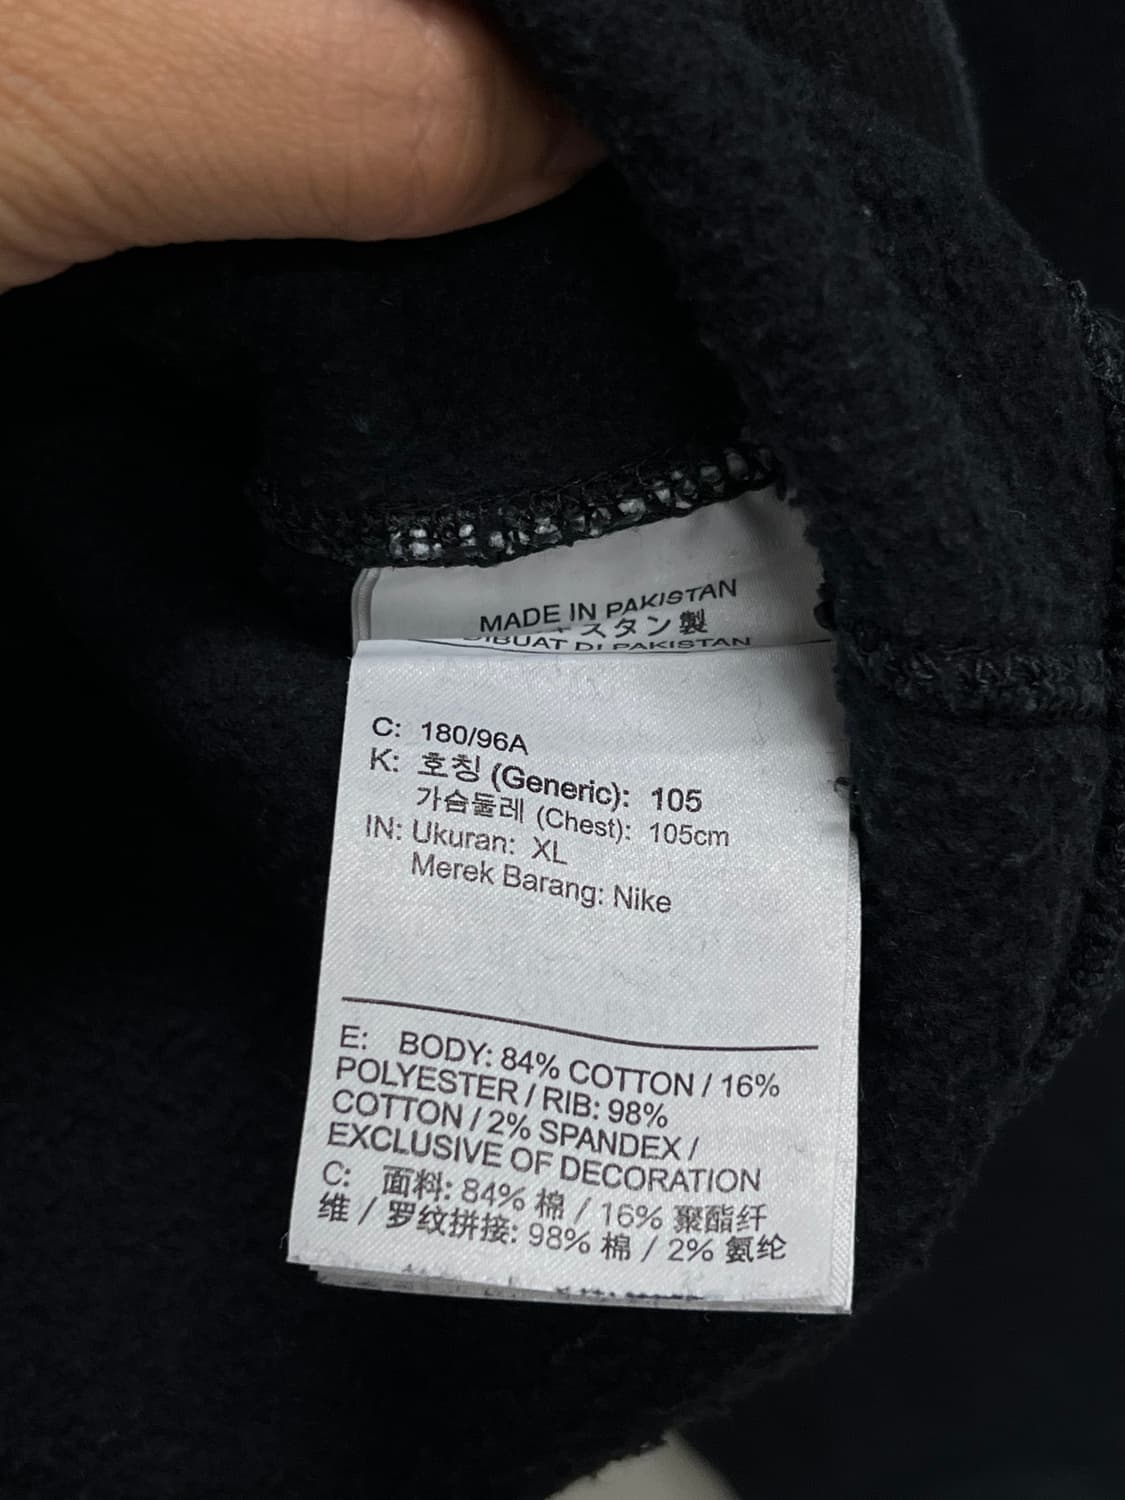 MADE IN PAKISTAN
スタン製
DIBUAT DI PAKISTAN
C: 180/96A
K: 호칭 (Generic): 105
가슴둘레 (Chest): 105cm
IN: Ukuran: XL
Merek Barang: Nike
E: BODY: 84% COTTON / 16%
POLYESTER / RIB: 98%
COTTON / 2% SPANDEX /
EXCLUSIVE OF DECORATION
C: 面料: 84% 棉 / 16% 聚酯纤
维 / 罗纹拼接: 98% 棉 / 2% 氨纶